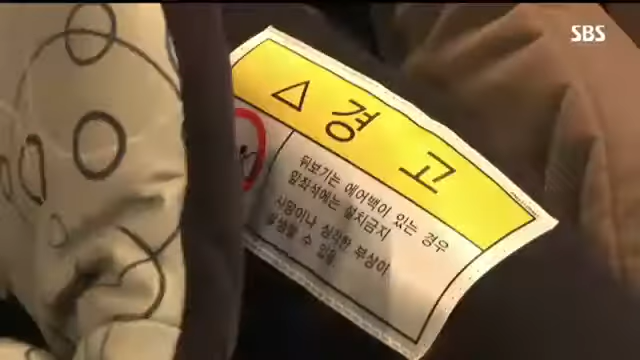 SBS
경고
뒤보기는 에어백이 있는 경우
앞좌석에는 설치금지
사망이나 심각한 부상이
발생할 수 있음